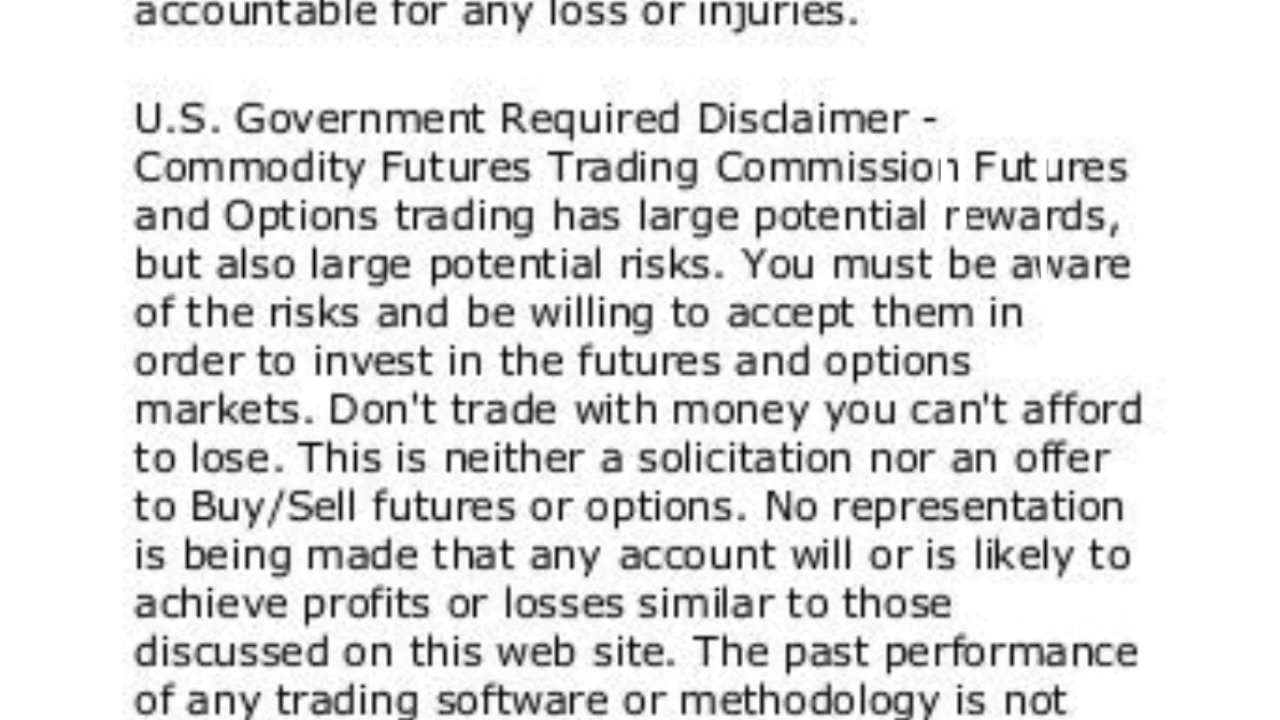 accountable for any loss or injuries.
U.S. Government Required Disclaimer -
Commodity Futures Trading Commission Futures
and Options trading has large potential rewards,
but also large potential risks. You must be aware
of the risks and be willing to accept them in
order to invest in the futures and options
markets. Don't trade with money you can't afford
to lose. This is neither a solicitation nor an offer
to Buy/Sell futures or options. No representation
is being made that any account will or is likely to
achieve profits or losses similar to those
discussed on this web site. The past performance
of any trading software or methodology is not